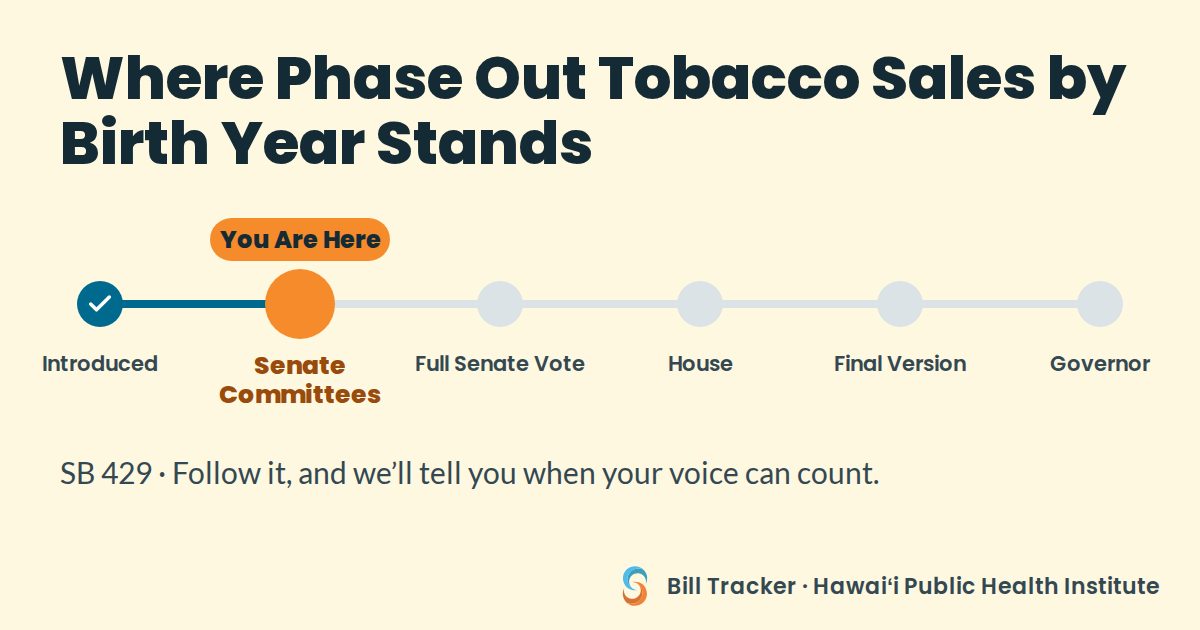 Where Phase Out Tobacco Sales by
Birth Year Stands
You Are Here
Introduced
Senate
Committees
Full Senate Vote
House
Final Version
Governor
SB 429 · Follow it, and we’ll tell you when your voice can count.
Bill Tracker · Hawaiʻi Public Health Institute